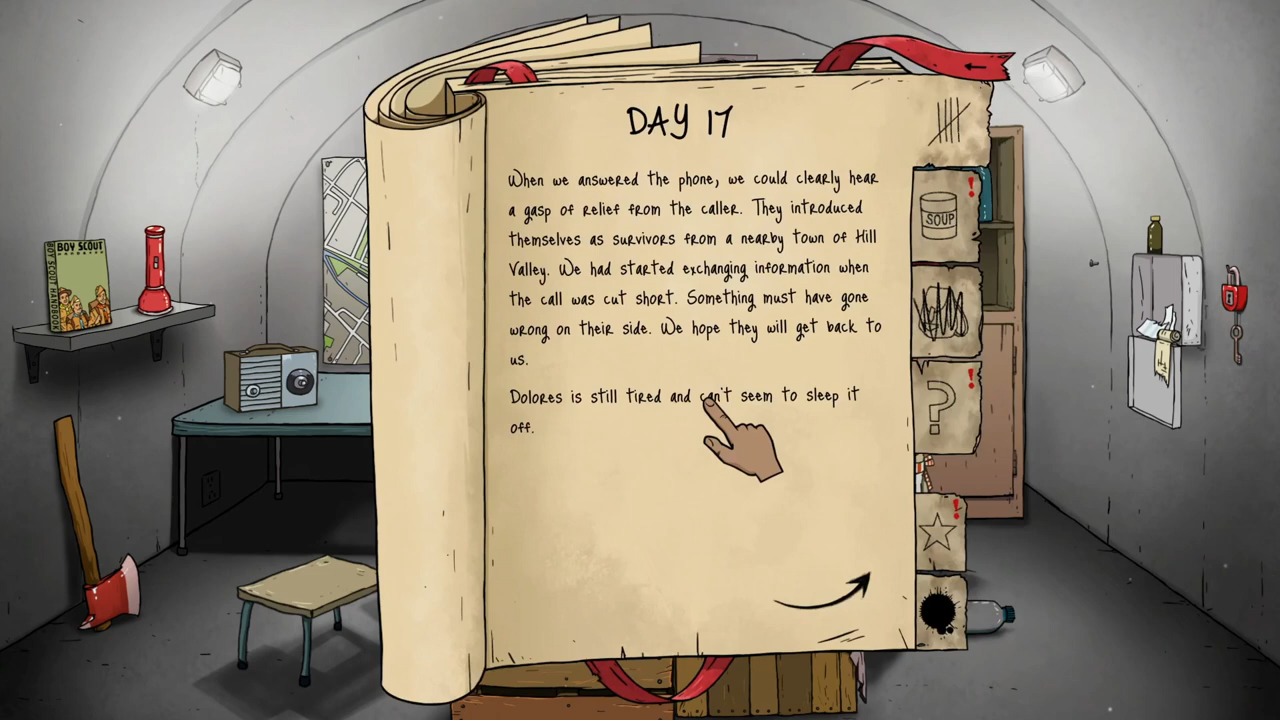 DAY 17
When we answered the phone, we could clearly hear
a gasp of relief from the caller. They introduced
themselves as survivors from a nearby town of Hill
Valley. We had started exchanging information when
the call was cut short. Something must have gone
wrong on their side. We hope they will get back to
us.
Dolores is still tired and can't seem to sleep it
off.
SOUP
!
?
!
!
BOY SCOUT
BOY SCOUT HANDBOOK